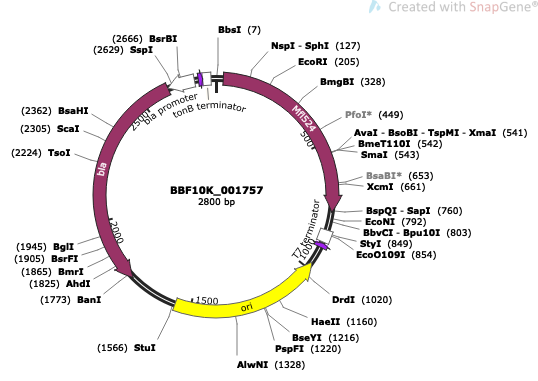 Created with SnapGene®
(2666) BsrBI
(2629) SspI
BbsI (7)
NspI - SphI (127)
EcoRI (205)
BmgBI (328)
PfoI* (449)
AvaI - BsoBI - TspMI - XmaI (541)
BmeT110I (542)
SmaI (543)
BsaBI* (653)
XcmI (661)
BspQI - SapI (760)
EcoNI (792)
BbvCI - Bpu10I (803)
StyI (849)
EcoO109I (854)
DrdI (1020)
HaeII (1160)
BseYI (1216)
PspFI (1220)
AlwNI (1328)
(1566) StuI
(1773) BanI
(1825) AhdI
(1865) BmrI
(1905) BsrFI
(1945) BglI
(2224) TsoI
(2305) ScaI
(2362) BsaHI
bla promoter
tonB terminator
Mfl524
500
T7 terminator
1000
ori
1500
2000
bla
2500
BBF10K_001757
2800 bp